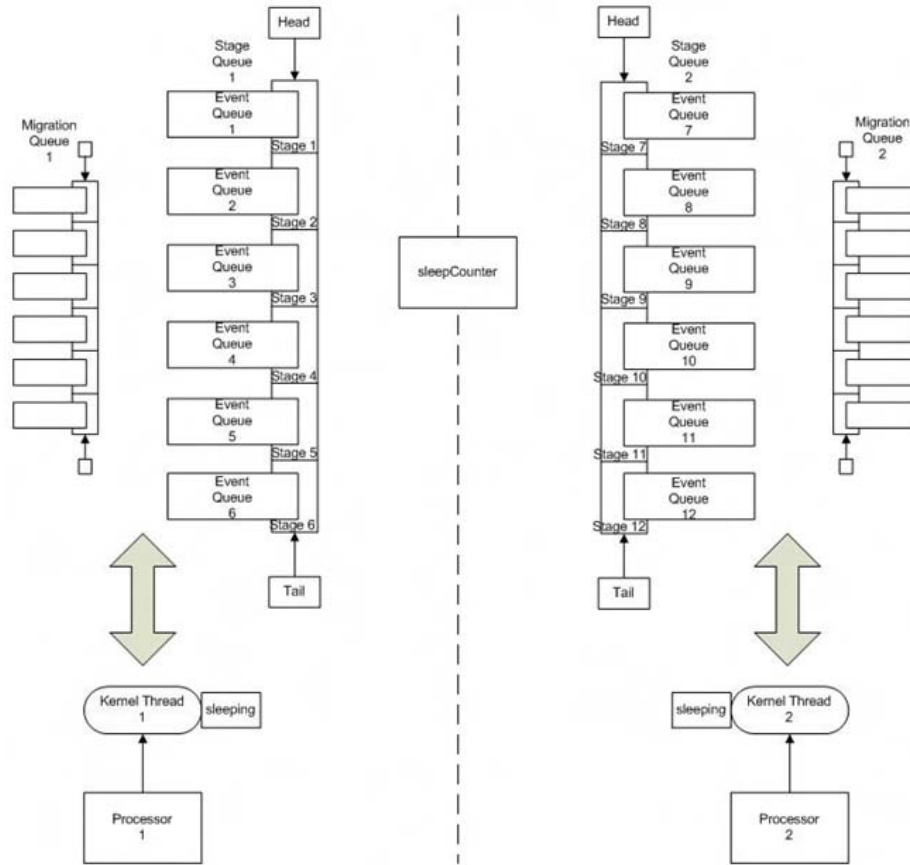 Head
Stage
Queue
1
Event
Queue
1
Stage 1
Event
Queue
2
Stage 2
Event
Queue
3
Stage 3
Event
Queue
4
Stage 4
Event
Queue
5
Stage 5
Event
Queue
6
Stage 6
Tail
Migration
Queue
1
Kernel Thread
1
sleeping
Processor
1
sleepCounter
Head
Stage
Queue
2
Event
Queue
7
Stage 7
Event
Queue
8
Stage 8
Event
Queue
9
Stage 9
Event
Queue
10
Stage 10
Event
Queue
11
Stage 11
Event
Queue
12
Stage 12
Tail
Migration
Queue
2
sleeping
Kernel Thread
2
Processor
2